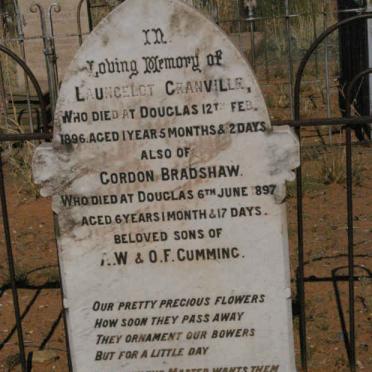 In
Loving Memory of
LAUNCELOT GRANVILLE,
WHO DIED AT DOUGLAS 12TH FEB.
1896. AGED 1 YEAR 5 MONTHS & 2 DAYS
ALSO OF
GORDON BRADSHAW.
WHO DIED AT DOUGLAS 6TH JUNE 1897
AGED 6 YEARS 1 MONTH & 17 DAYS.
BELOVED SONS OF
W & O.F. CUMMING.
OUR PRETTY PRECIOUS FLOWERS
HOW SOON THEY PASS AWAY
THEY ORNAMENT OUR BOWERS
BUT FOR A LITTLE DAY
MASTER WANTS THEM